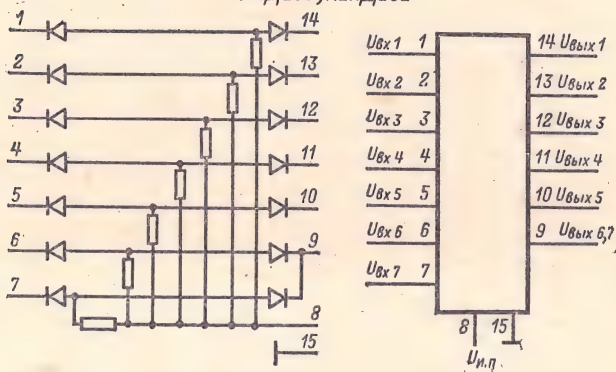 1 14
2 13
3 12
4 11
5 10
6 9
7
8
15
Uвх 1 1 14 Uвых 1
Uвх 2 2 13 Uвых 2
Uвх 3 3 12 Uвых 3
Uвх 4 4 11 Uвых 4
Uвх 5 5 10 Uвых 5
Uвх 6 6 9 Uвых 6,7
Uвх 7 7
8 15
Uи.п